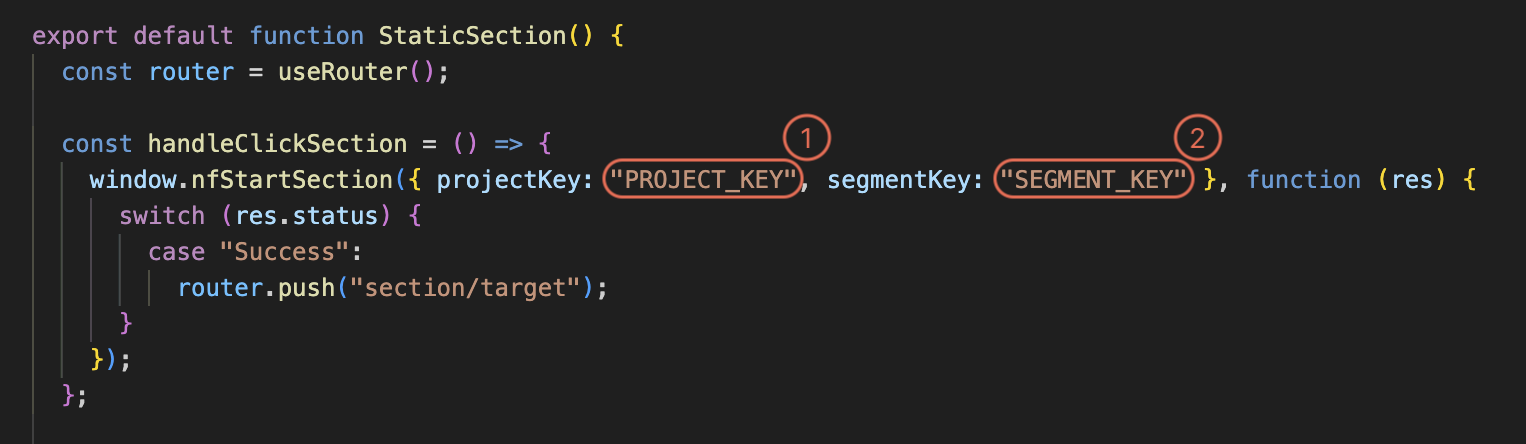 export default function StaticSection() {
const router = useRouter();
1 2
const handleClickSection = () => {
window.nfStartSection({ projectKey: "PROJECT_KEY", segmentKey: "SEGMENT_KEY" }, function (res) {
switch (res.status) {
case "Success":
router.push("section/target");
}
});
};